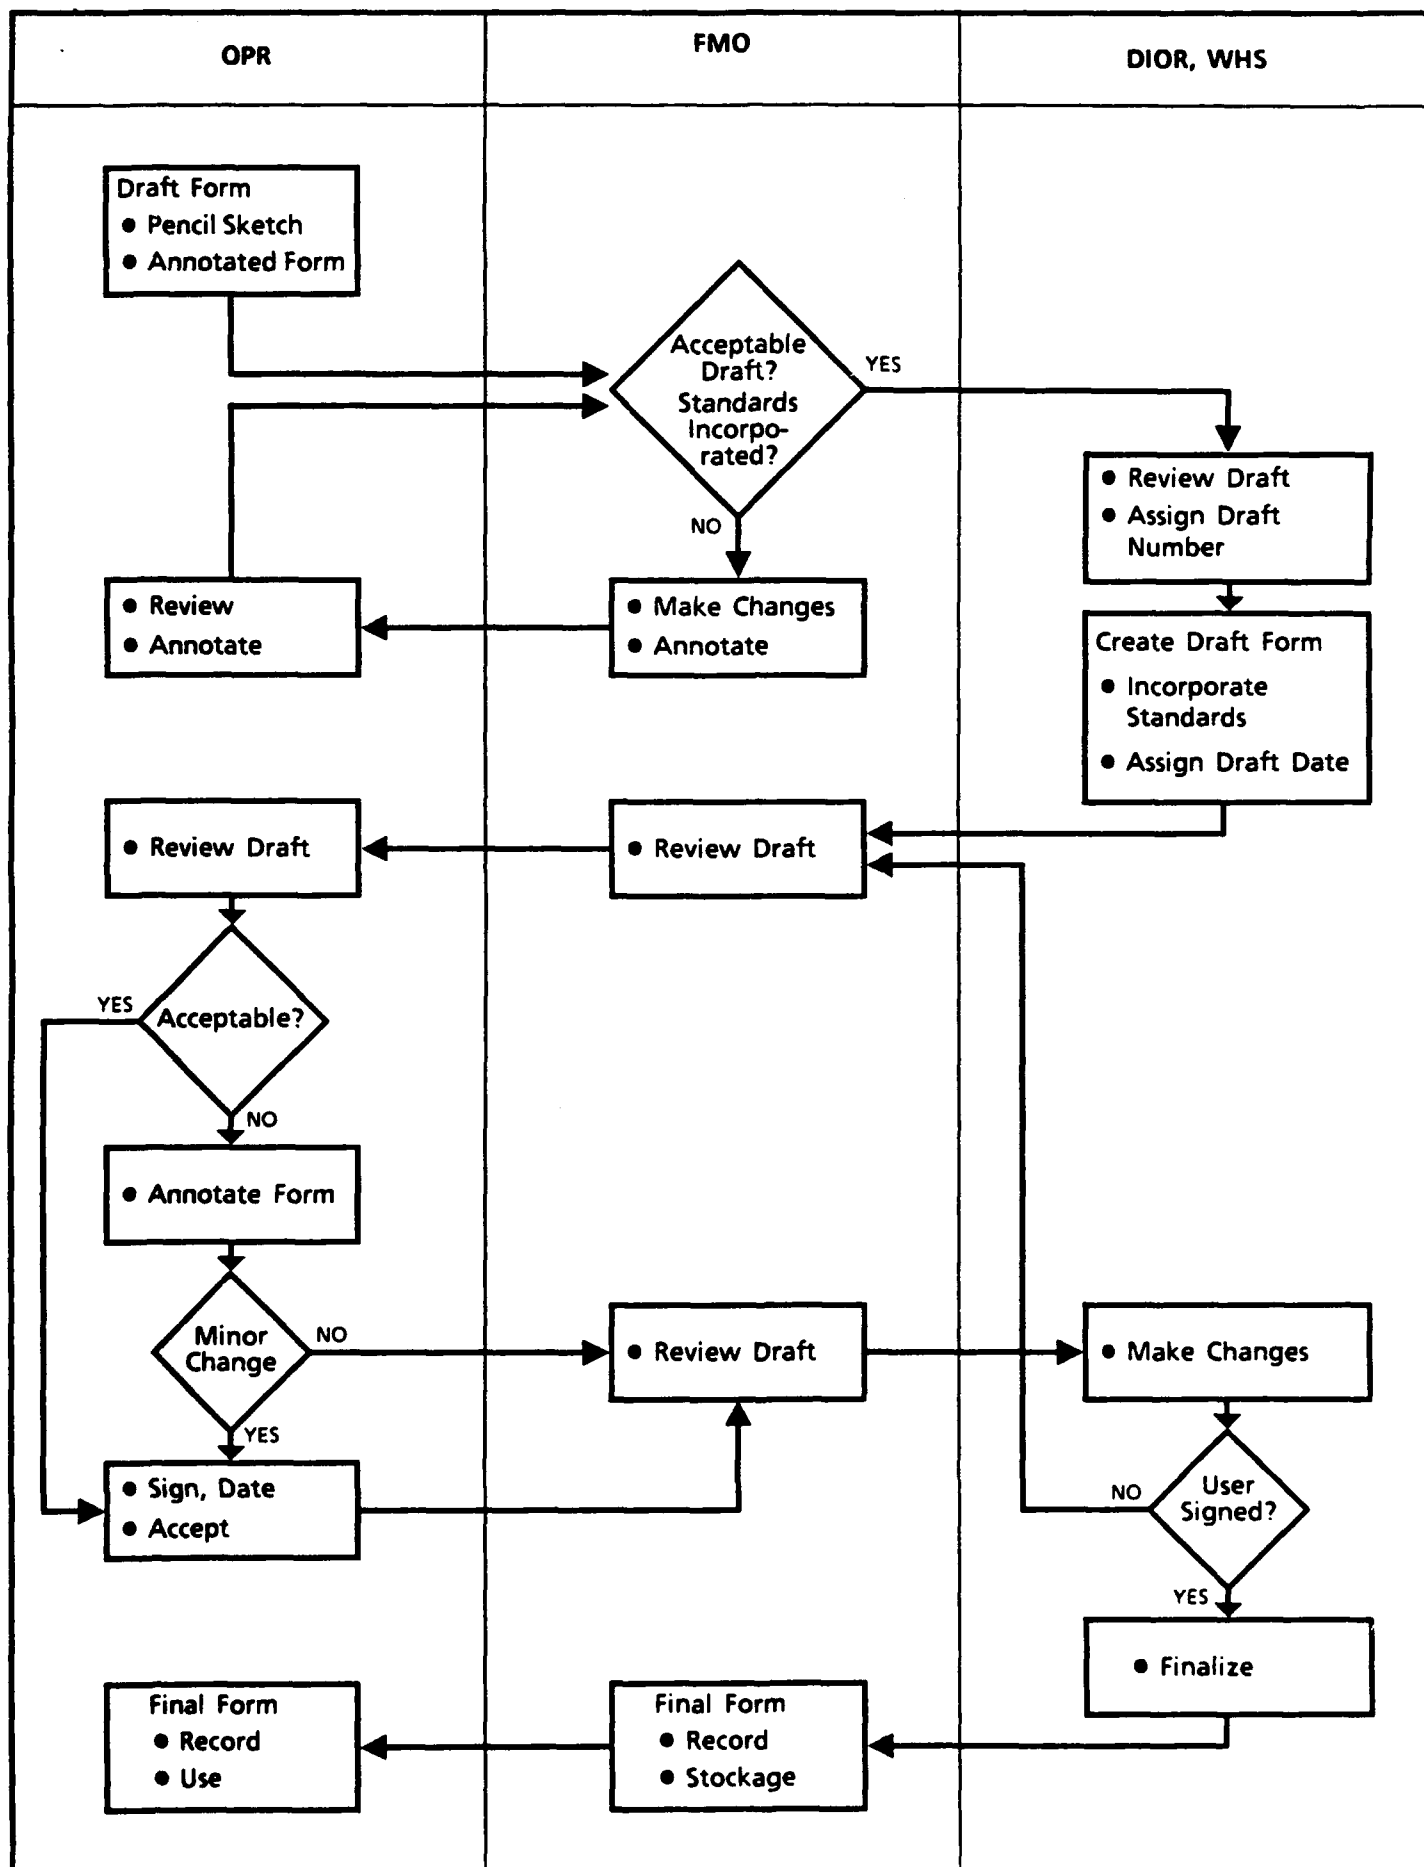 OPR
FMO
DIOR, WHS
Draft Form
● Pencil Sketch
● Annotated Form
Acceptable
Draft?
Standards
Incorpo-
rated?
YES
NO
● Review Draft
● Assign Draft
Number
● Review
● Annotate
● Make Changes
● Annotate
Create Draft Form
● Incorporate
Standards
● Assign Draft Date
● Review Draft
● Review Draft
Acceptable?
YES
NO
● Annotate Form
Minor
Change
NO
YES
● Review Draft
● Make Changes
● Sign, Date
● Accept
User
Signed?
NO
YES
● Finalize
Final Form
● Record
● Use
Final Form
● Record
● Stockage